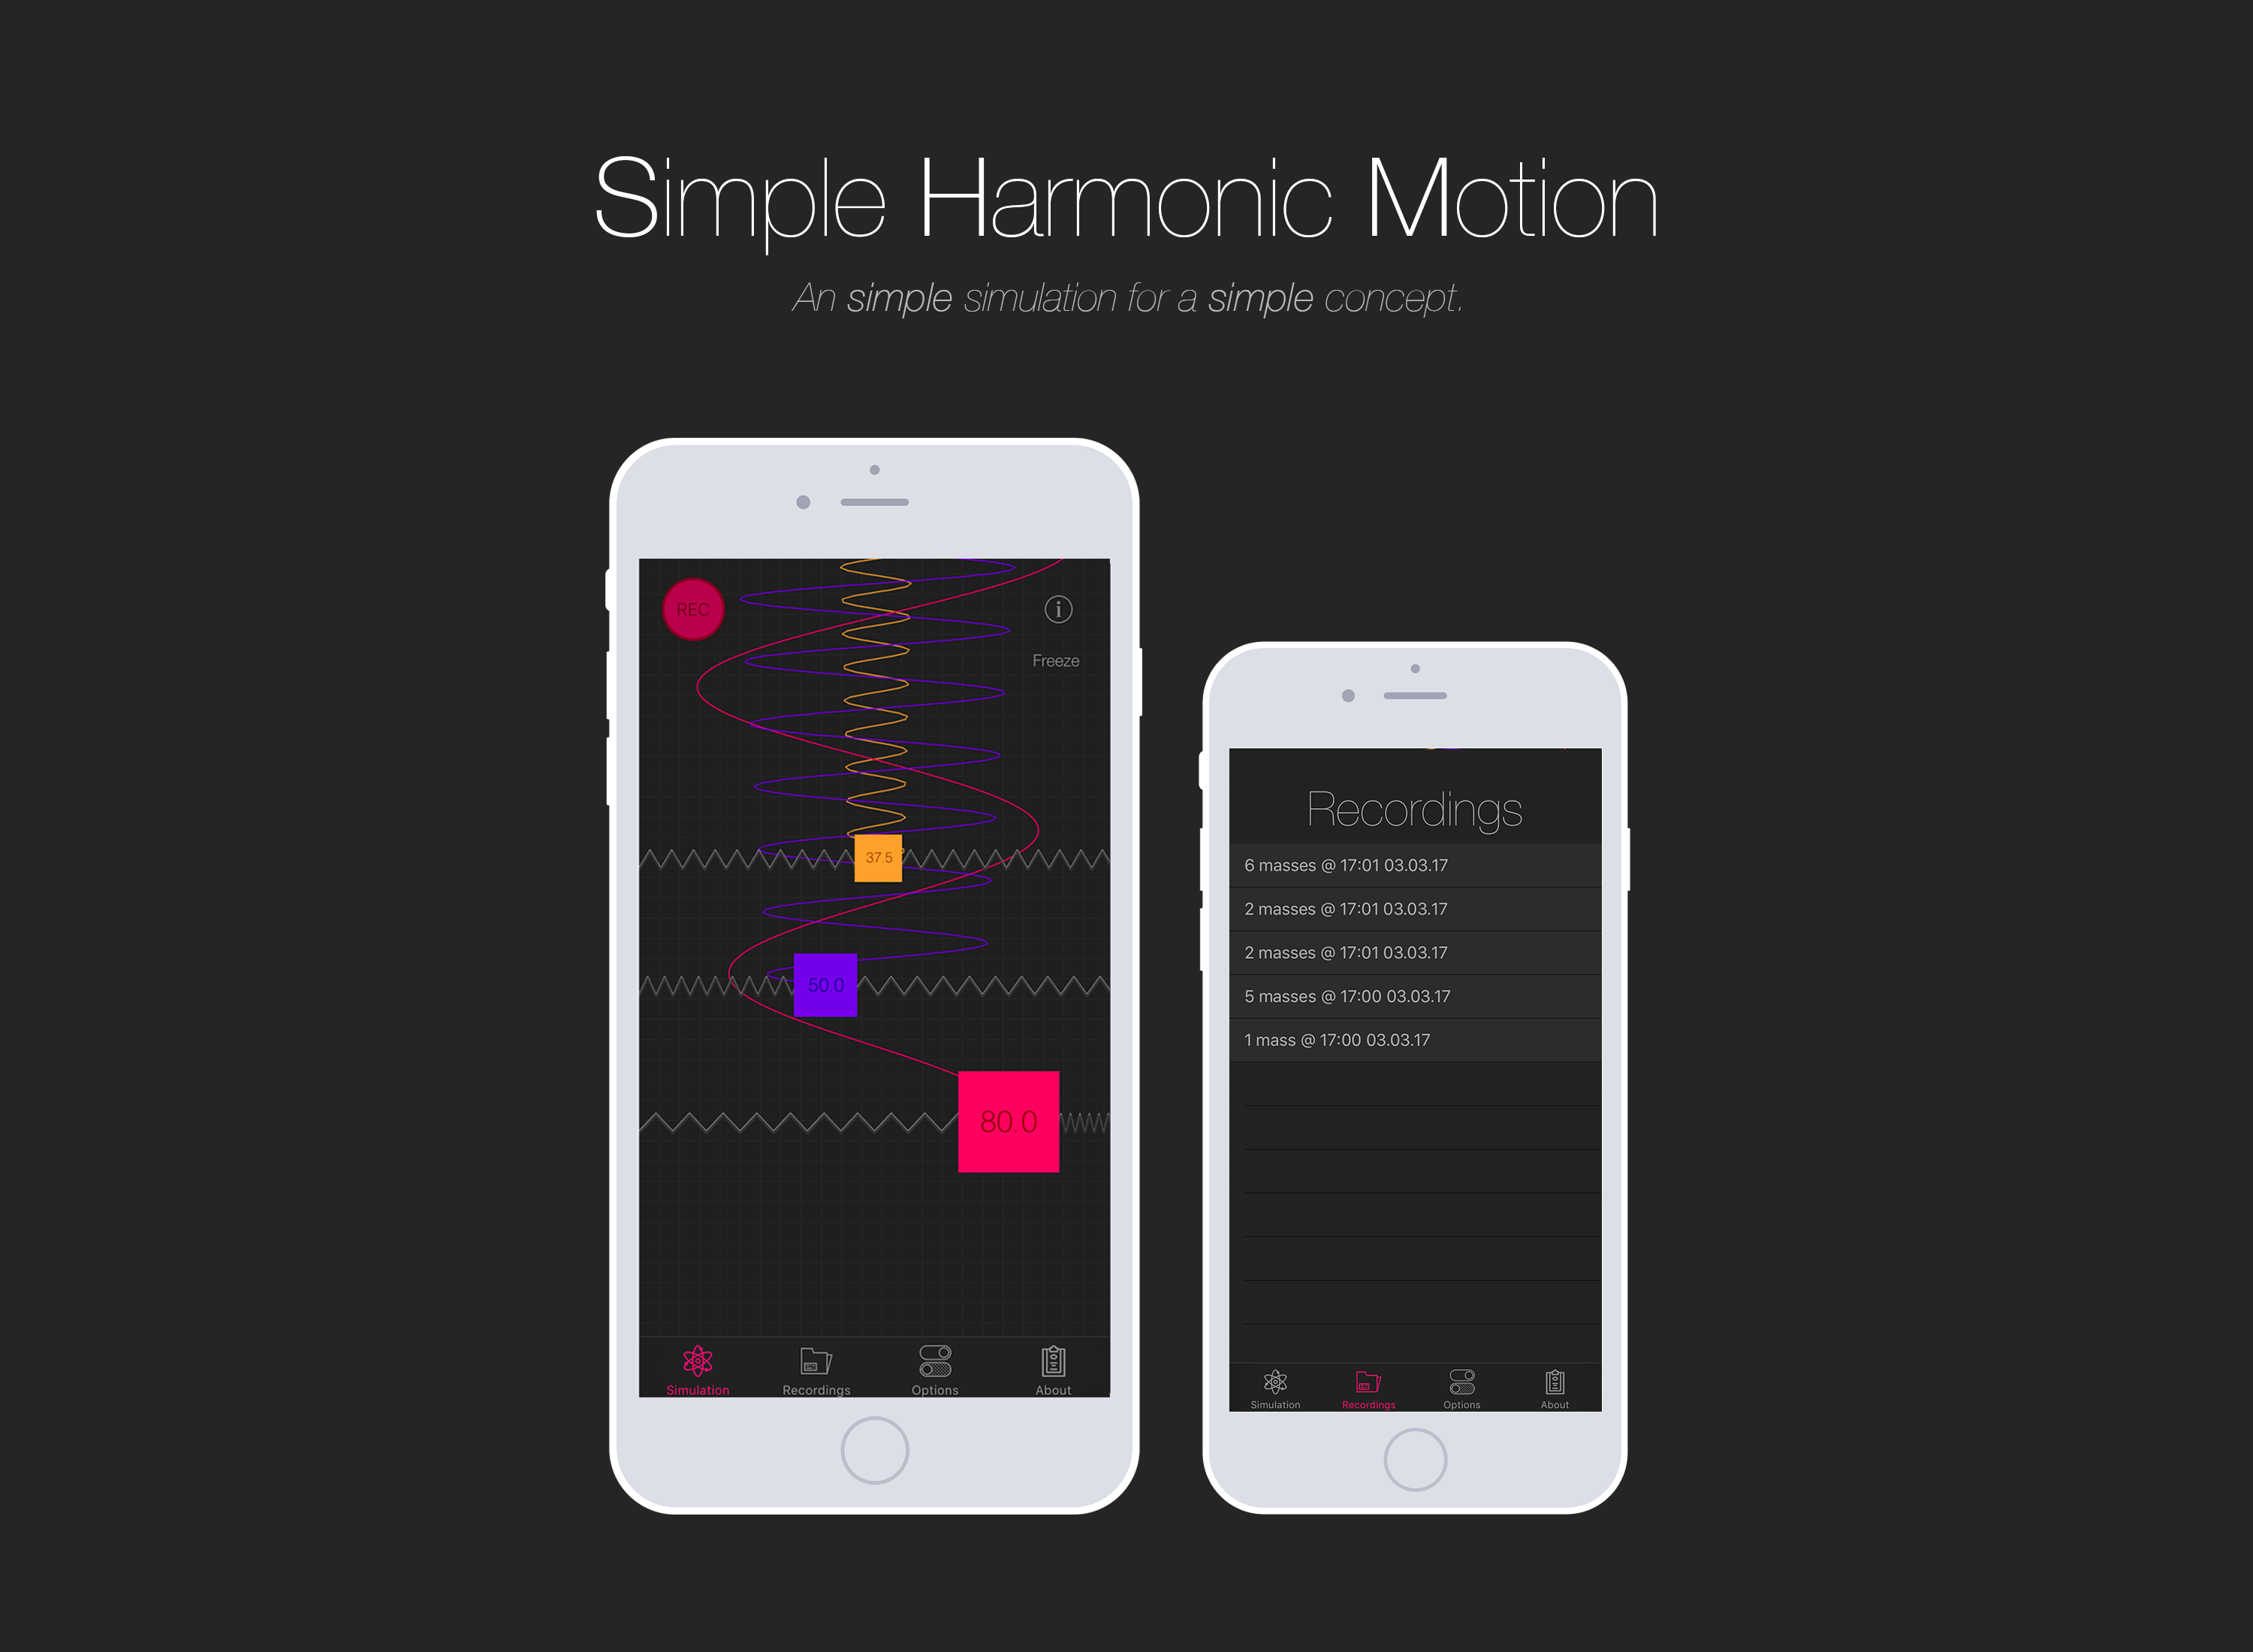 Simple Harmonic Motion
An simple simulation for a simple concept.
REC
i
Freeze
37.5
50.0
80.0
Simulation
Recordings
Options
About
Recordings
6 masses @ 17:01 03.03.17
2 masses @ 17:01 03.03.17
2 masses @ 17:01 03.03.17
5 masses @ 17:00 03.03.17
1 mass @ 17:00 03.03.17
Simulation
Recordings
Options
About